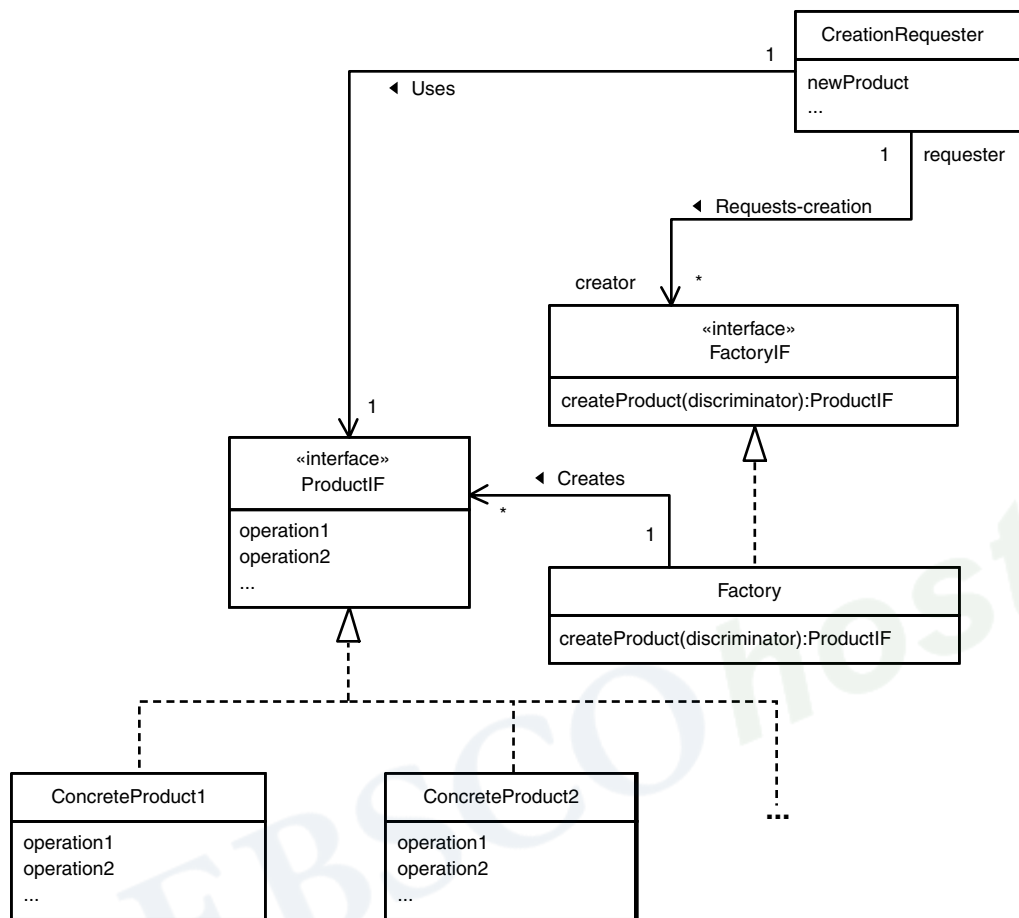 CreationRequester
newProduct
...
1
◄ Uses
1 requester
◄ Requests-creation
creator *
«interface»
FactoryIF
createProduct(discriminator):ProductIF
1
«interface»
ProductIF
operation1
operation2
...
◄ Creates
*
1
Factory
createProduct(discriminator):ProductIF
ConcreteProduct1
operation1
operation2
...
ConcreteProduct2
operation1
operation2
...
...
EBSCOhost